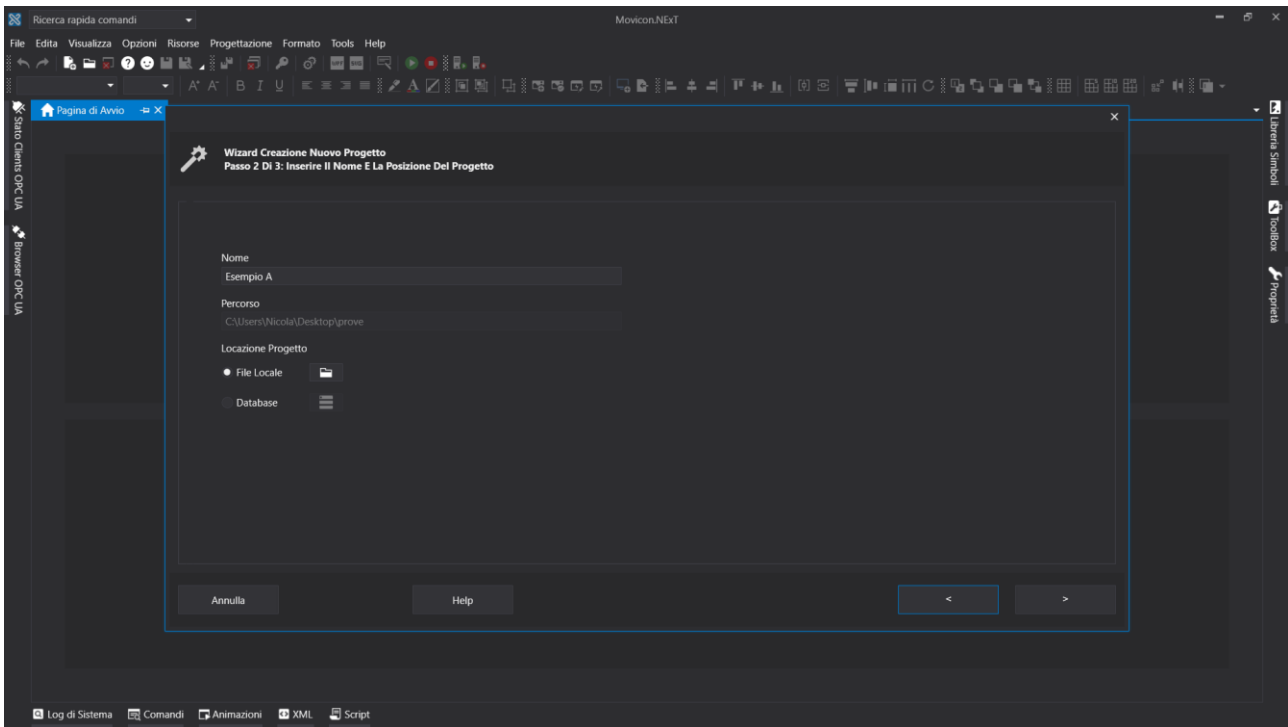 Ricerca rapida comandi
Movicon.NExT
File Edita Visualizza Opzioni Risorse Progettazione Formato Tools Help
Pagina di Avvio
Stato Clients OPC UA
Browser OPC UA
Wizard Creazione Nuovo Progetto
Passo 2 Di 3: Inserire Il Nome E La Posizione Del Progetto
Nome
Esempio A
Percorso
C:\Users\Nicola\Desktop\prove
Locazione Progetto
File Locale
Database
Annulla
Help
<
>
Libreria Simboli
ToolBox
Proprietà
Log di Sistema Comandi Animazioni XML Script